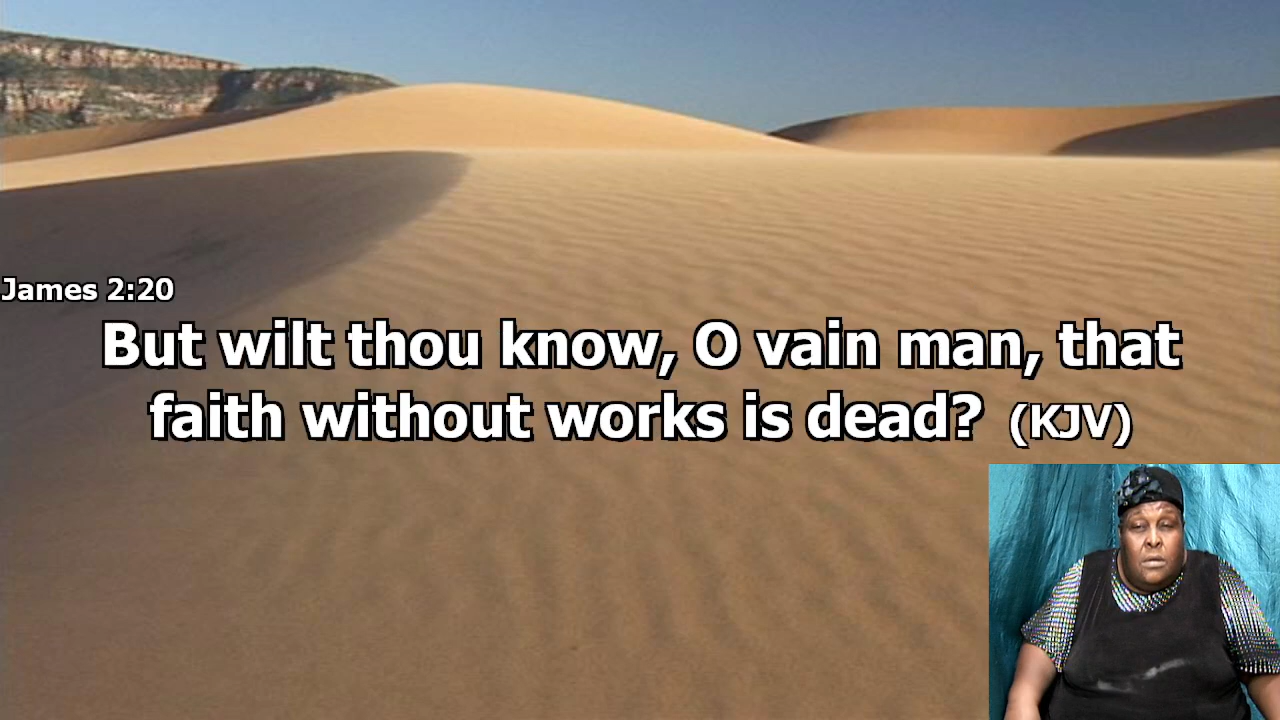 James 2:20
But wilt thou know, O vain man, that
faith without works is dead? (KJV)